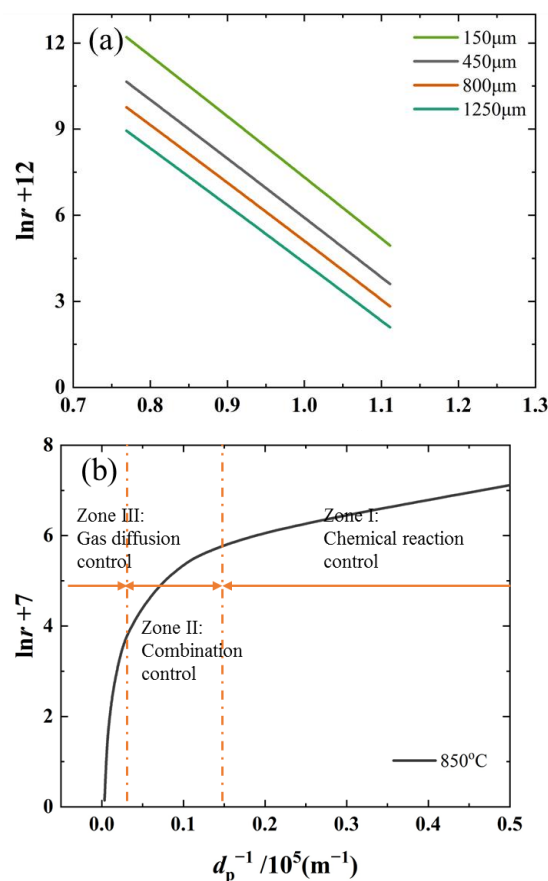 (a)
150μm
450μm
800μm
1250μm
lnr +12
12
9
6
3
0
0.7 0.8 0.9 1.0 1.1 1.2 1.3
(b)
8
6
4
2
0
lnr +7
Zone III:
Gas diffusion
control
Zone I:
Chemical reaction
control
Zone II:
Combination
control
850°C
0.0 0.1 0.2 0.3 0.4 0.5
dp⁻¹ /10⁵(m⁻¹)